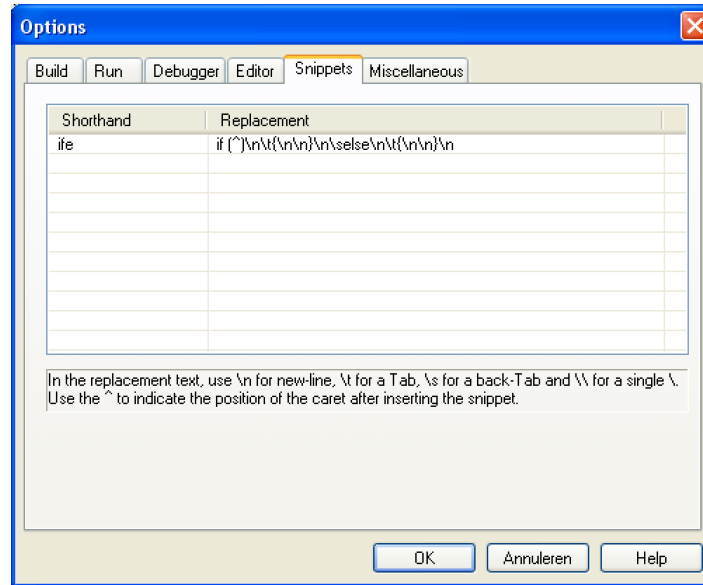 Options
Build Run Debugger Editor Snippets Miscellaneous
Shorthand Replacement
ife if (^)\n\t{\n\n}\n\selse\n\t{\n\n}\n
In the replacement text, use \n for new-line, \t for a Tab, \s for a back-Tab and \\ for a single \.
Use the ^ to indicate the position of the caret after inserting the snippet.
OK Annuleren Help